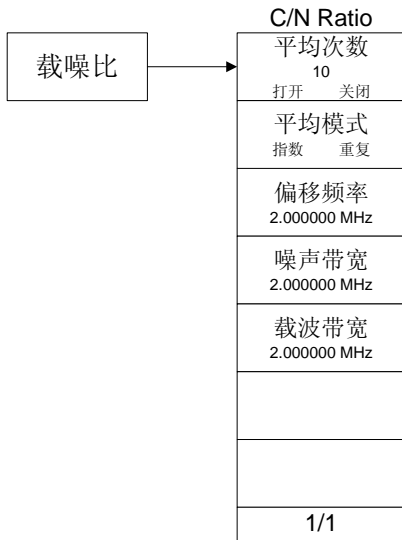 C/N Ratio
载噪比
平均次数
10
打开 关闭
平均模式
指数 重复
偏移频率
2.000000 MHz
噪声带宽
2.000000 MHz
载波带宽
2.000000 MHz
1/1